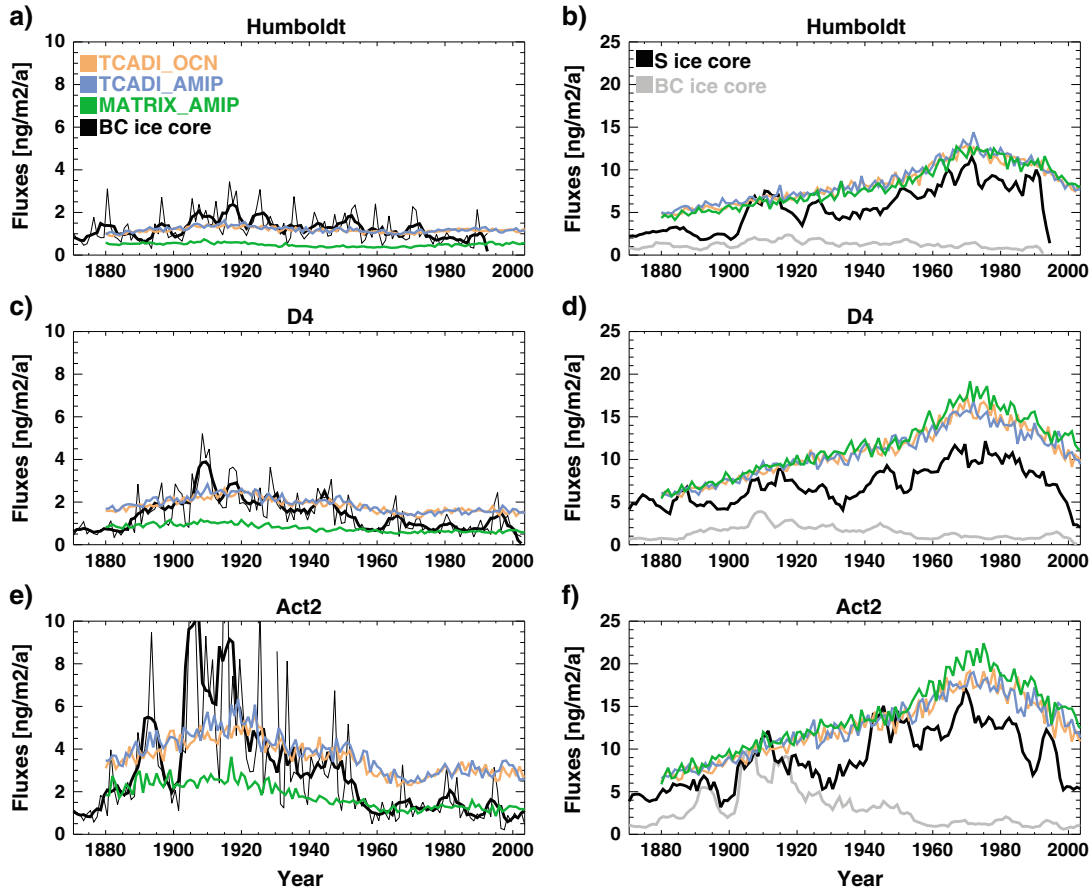 a)
Humboldt
10
8
6
4
2
0
Fluxes [ng/m2/a]
TCADI_OCN
TCADI_AMIP
MATRIX_AMIP
BC ice core
1880 1900 1920 1940 1960 1980 2000
b)
Humboldt
25
20
15
10
5
0
Fluxes [ng/m2/a]
S ice core
BC ice core
1880 1900 1920 1940 1960 1980 2000
c)
D4
10
8
6
4
2
0
Fluxes [ng/m2/a]
1880 1900 1920 1940 1960 1980 2000
d)
D4
25
20
15
10
5
0
Fluxes [ng/m2/a]
1880 1900 1920 1940 1960 1980 2000
e)
Act2
10
8
6
4
2
0
Fluxes [ng/m2/a]
1880 1900 1920 1940 1960 1980 2000
Year
f)
Act2
25
20
15
10
5
0
Fluxes [ng/m2/a]
1880 1900 1920 1940 1960 1980 2000
Year